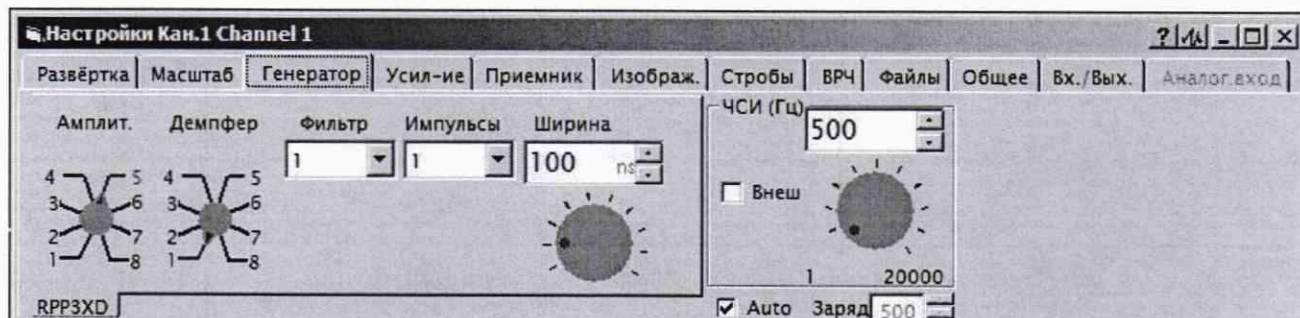 Настройки Кан.1 Channel 1
Развёртка Масштаб Генератор Усил-ие Приемник Изображ. Стробы ВРЧ Файлы Общее Вх./Вых. Аналог.вход
Амплит. Демпфер Фильтр Импульсы Ширина ЧСИ (Гц)
1 1 100 ns 500
4 5 4 5
3 6 3 6 Внеш
2 7 2 7
1 8 1 8
1 20000
RPP3XD Auto Заряд 500